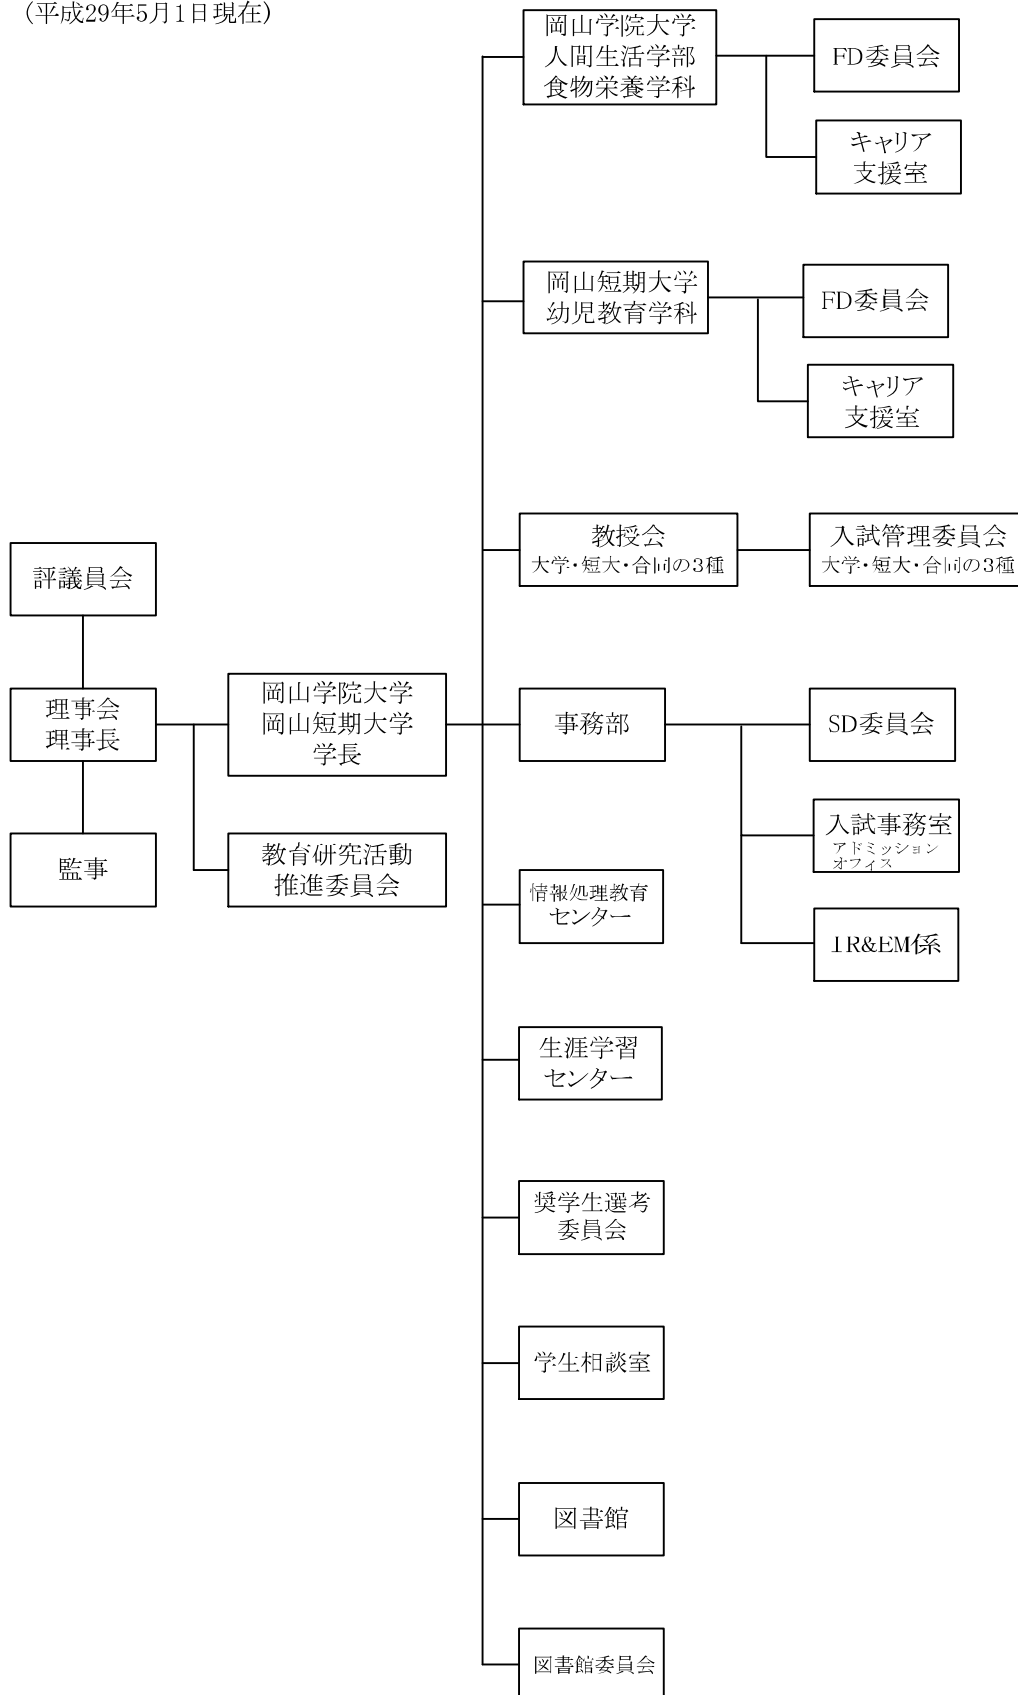 （平成29年5月1日現在）
岡山学院大学
人間生活学部
食物栄養学科
FD委員会
キャリア
支援室
岡山短期大学
幼児教育学科
FD委員会
キャリア
支援室
教授会
大学・短大・合同の3種
入試管理委員会
大学・短大・合同の3種
評議員会
理事会
理事長
監事
岡山学院大学
岡山短期大学
学長
教育研究活動
推進委員会
事務部
SD委員会
入試事務室
アドミッション
オフィス
IR&EM係
情報処理教育
センター
生涯学習
センター
奨学生選考
委員会
学生相談室
図書館
図書館委員会